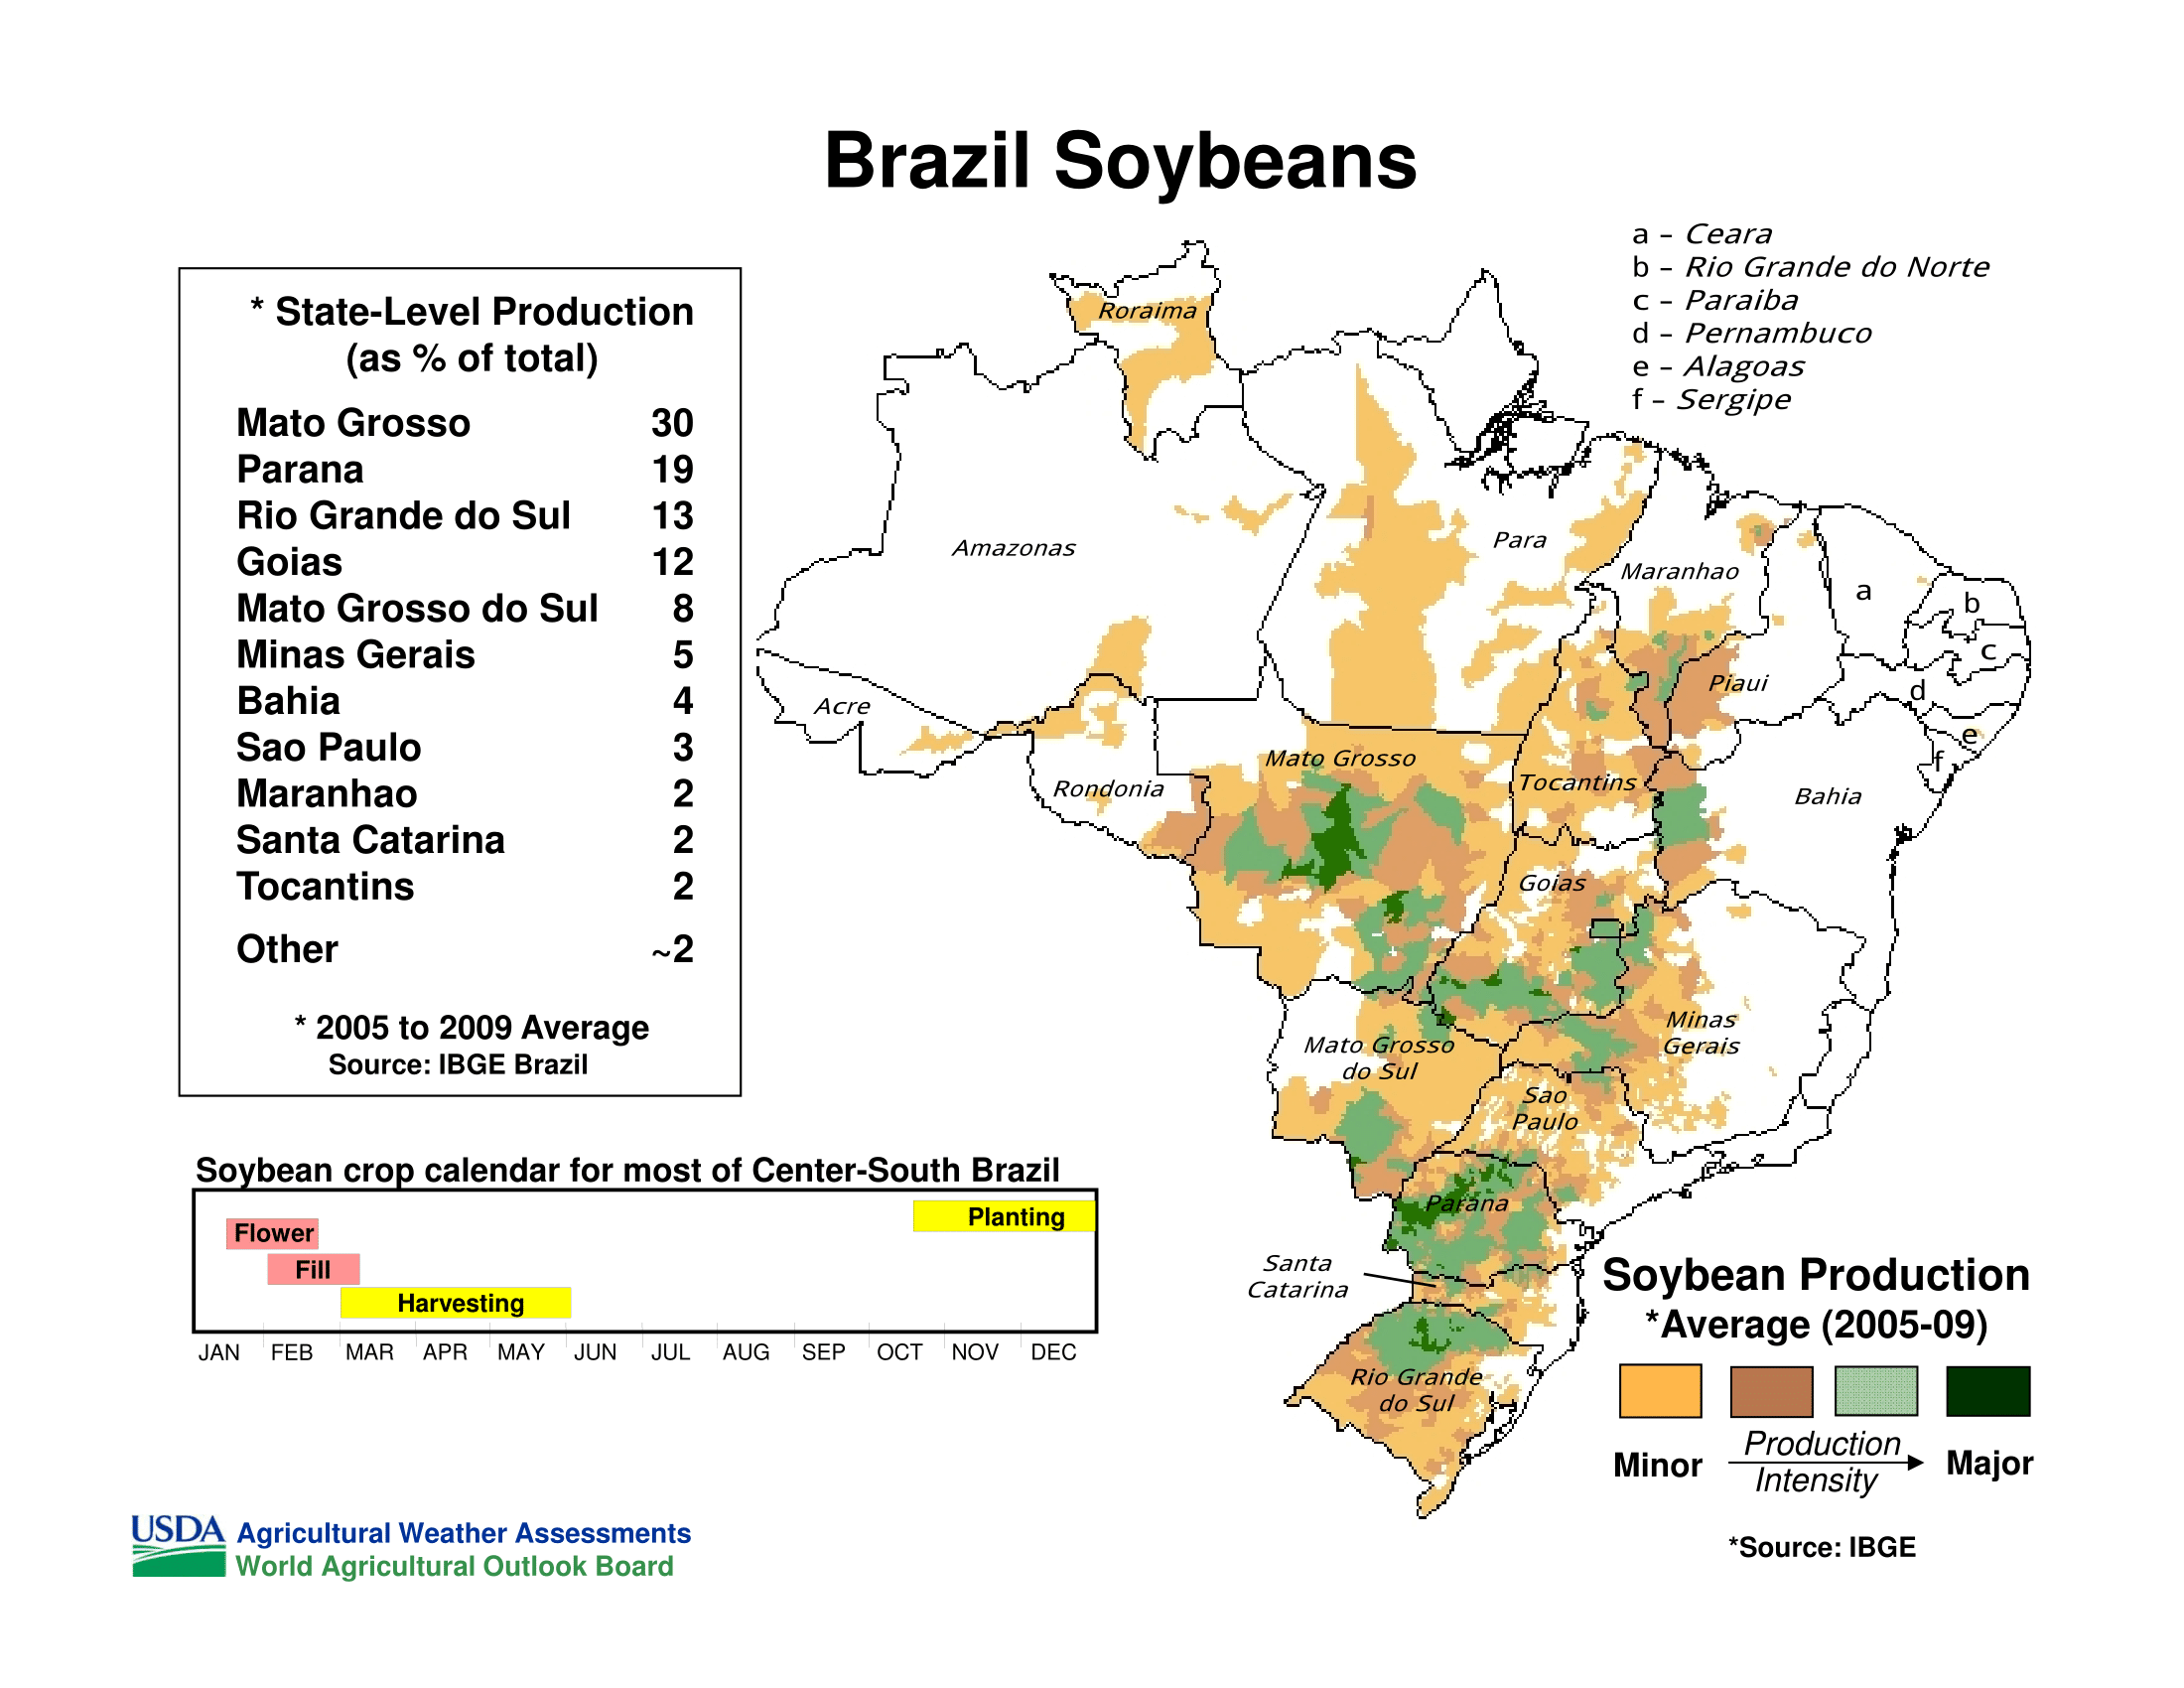 Brazil Soybeans
* State-Level Production
(as % of total)
Mato Grosso 30
Parana 19
Rio Grande do Sul 13
Goias 12
Mato Grosso do Sul 8
Minas Gerais 5
Bahia 4
Sao Paulo 3
Maranhao 2
Santa Catarina 2
Tocantins 2
Other ~2
* 2005 to 2009 Average
Source: IBGE Brazil
a – Ceara
b – Rio Grande do Norte
c – Paraiba
d – Pernambuco
e – Alagoas
f – Sergipe
Roraima
Amazonas
Para
Maranhao
a
b
c
d
e
f
Piaui
Acre
Rondonia
Mato Grosso
Tocantins
Bahia
Goias
Minas
Gerais
Mato Grosso
do Sul
Sao
Paulo
Parana
Santa
Catarina
Rio Grande
do Sul
Soybean crop calendar for most of Center-South Brazil
Planting
Flower
Fill
Harvesting
JAN FEB MAR APR MAY JUN JUL AUG SEP OCT NOV DEC
Soybean Production
*Average (2005-09)
Minor Production Intensity Major
*Source: IBGE
USDA Agricultural Weather Assessments
World Agricultural Outlook Board